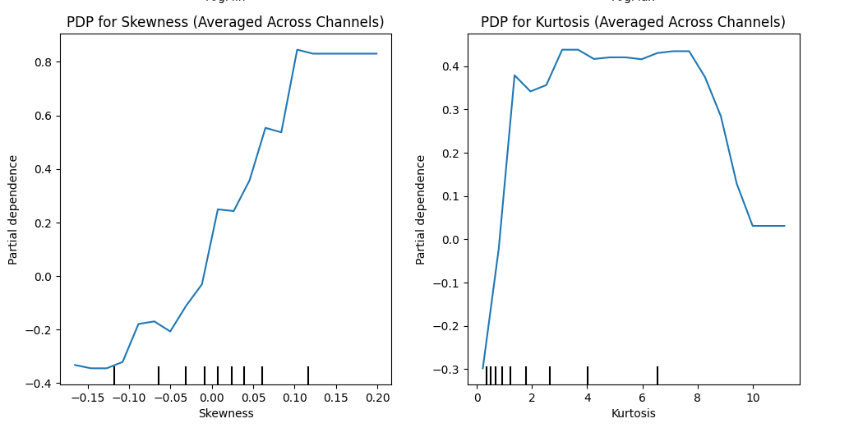 PDP for Skewness (Averaged Across Channels)
0.8
0.6
0.4
0.2
0.0
−0.2
−0.4
Partial dependence
−0.15 −0.10 −0.05 0.00 0.05 0.10 0.15 0.20
Skewness
PDP for Kurtosis (Averaged Across Channels)
0.4
0.3
0.2
0.1
0.0
−0.1
−0.2
−0.3
Partial dependence
0 2 4 6 8 10
Kurtosis